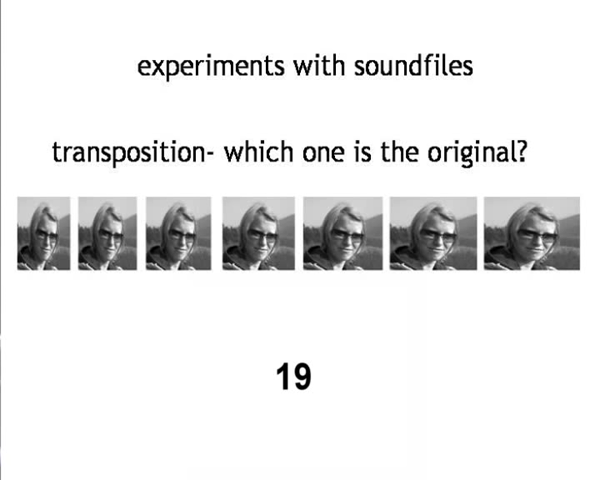 experiments with soundfiles
transposition- which one is the original?
19